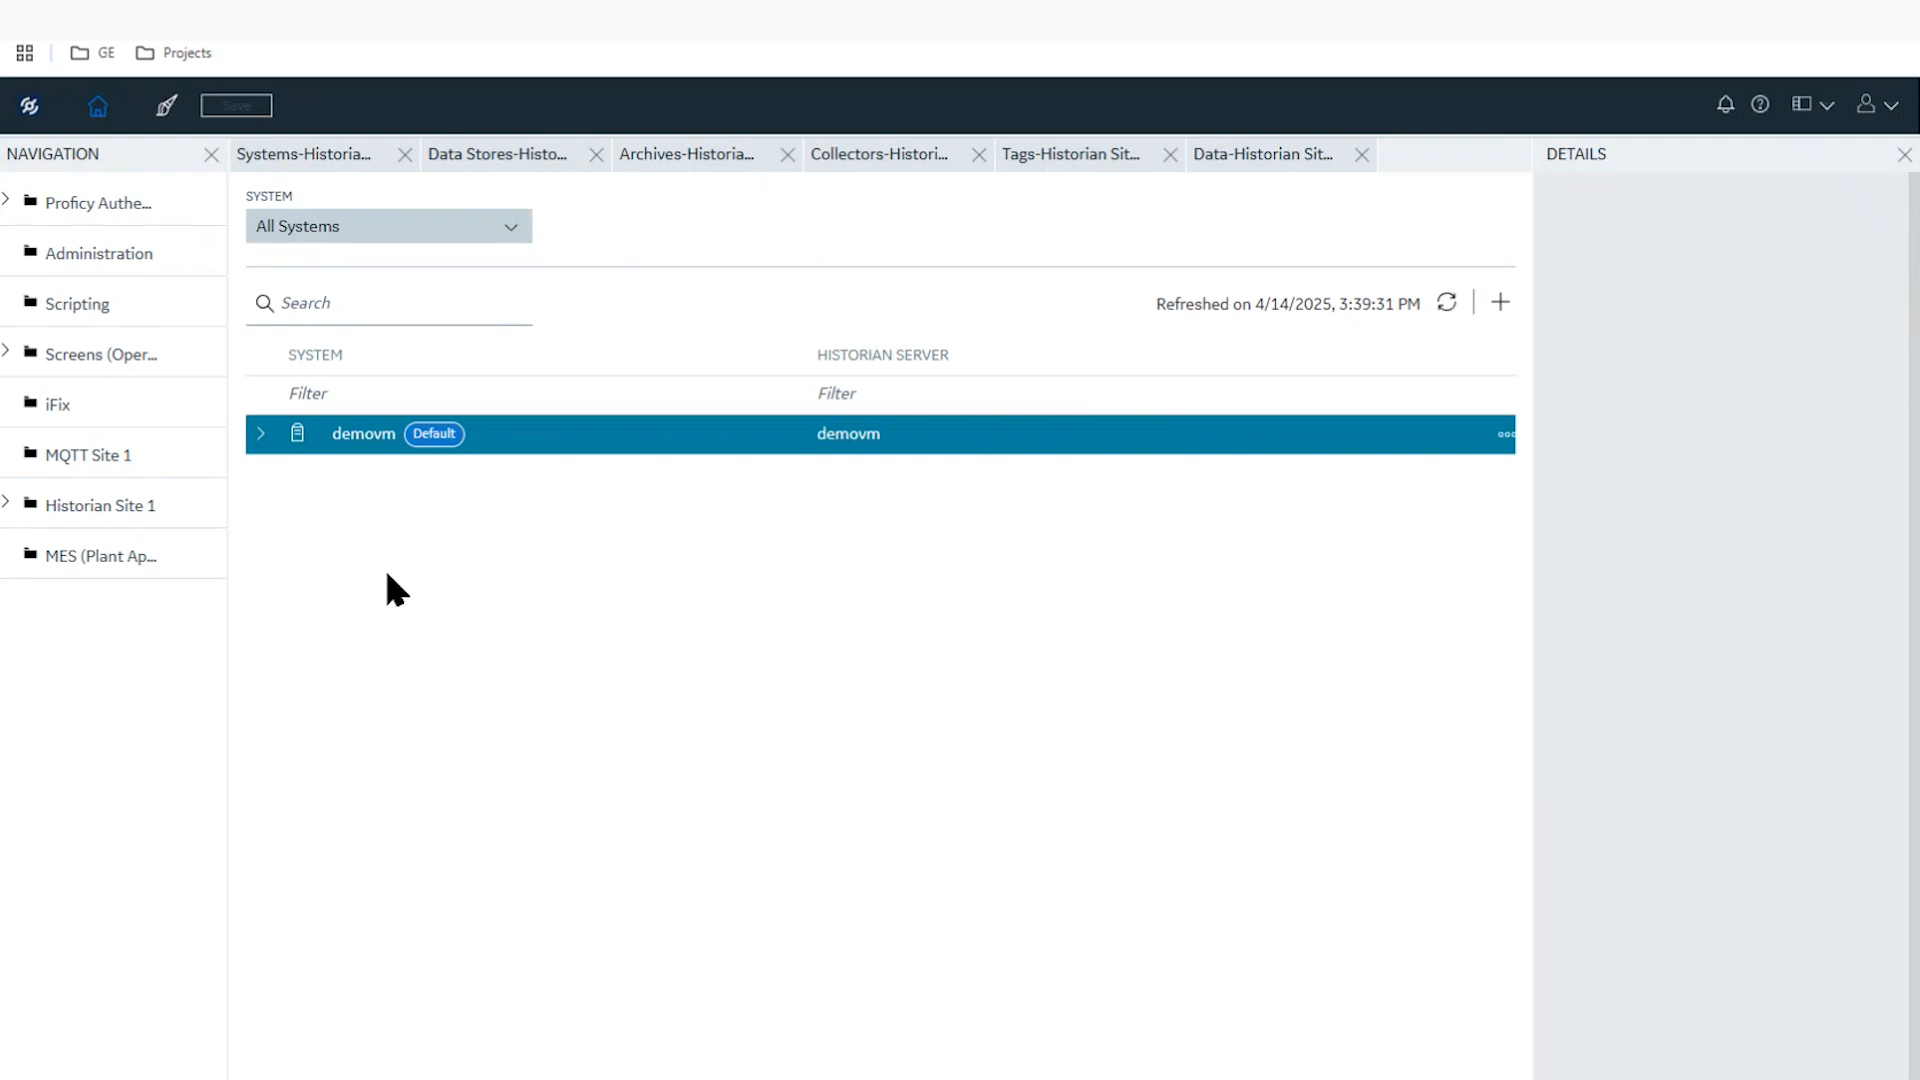 GE Projects
Save
NAVIGATION Systems-Historia... Data Stores-Histo... Archives-Historia... Collectors-Histori... Tags-Historian Sit... Data-Historian Sit... DETAILS
Proficy Authe...
Administration
Scripting
Screens (Oper...
iFix
MQTT Site 1
Historian Site 1
MES (Plant Ap...
SYSTEM
All Systems
Search Refreshed on 4/14/2025, 3:39:31 PM
SYSTEM HISTORIAN SERVER
Filter Filter
demovm Default demovm